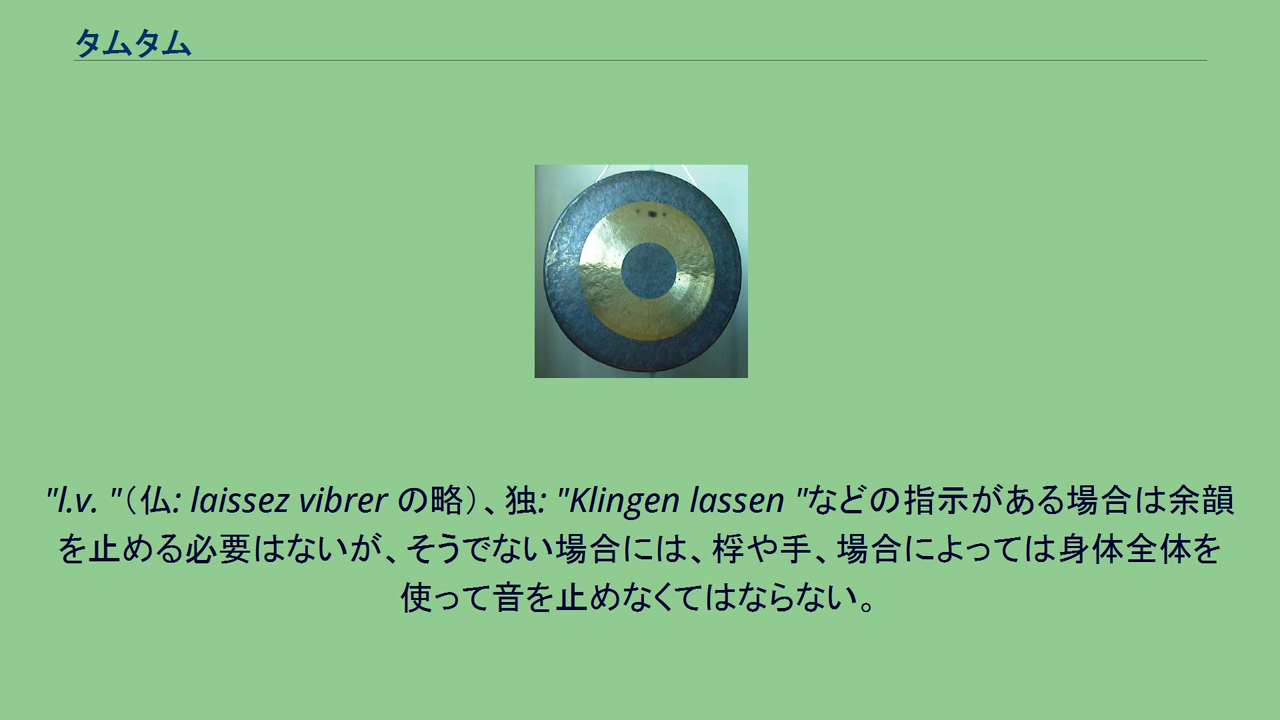 タムタム
"l.v. "（仏: laissez vibrer の略）、独: "Klingen lassen "などの指示がある場合は余韻
を止める必要はないが、そうでない場合には、桴や手、場合によっては身体全体を
使って音を止めなくてはならない。